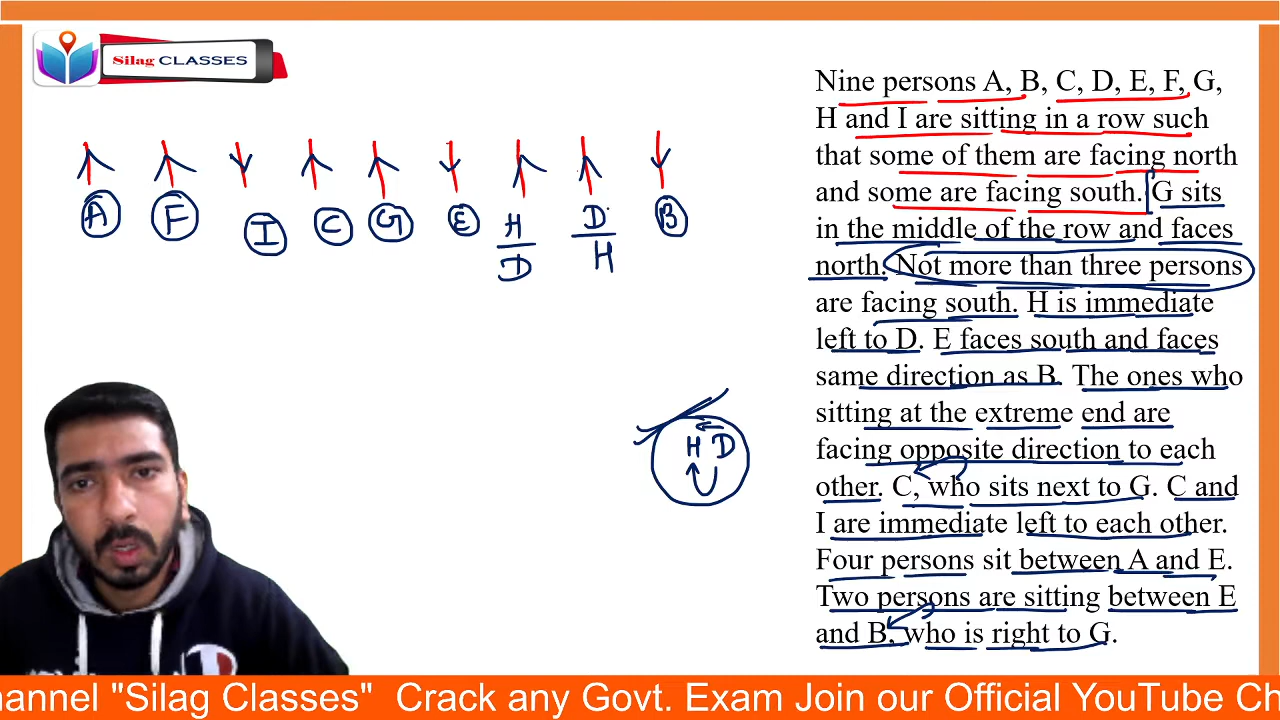 Silag CLASSES
A F I C G E H D B
D H
H D
Nine persons A, B, C, D, E, F, G,
H and I are sitting in a row such
that some of them are facing north
and some are facing south. G sits
in the middle of the row and faces
north. Not more than three persons
are facing south. H is immediate
left to D. E faces south and faces
same direction as B. The ones who
sitting at the extreme end are
facing opposite direction to each
other. C, who sits next to G. C and
I are immediate left to each other.
Four persons sit between A and E.
Two persons are sitting between E
and B, who is right to G.
hannel "Silag Classes" Crack any Govt. Exam Join our Official YouTube Ch